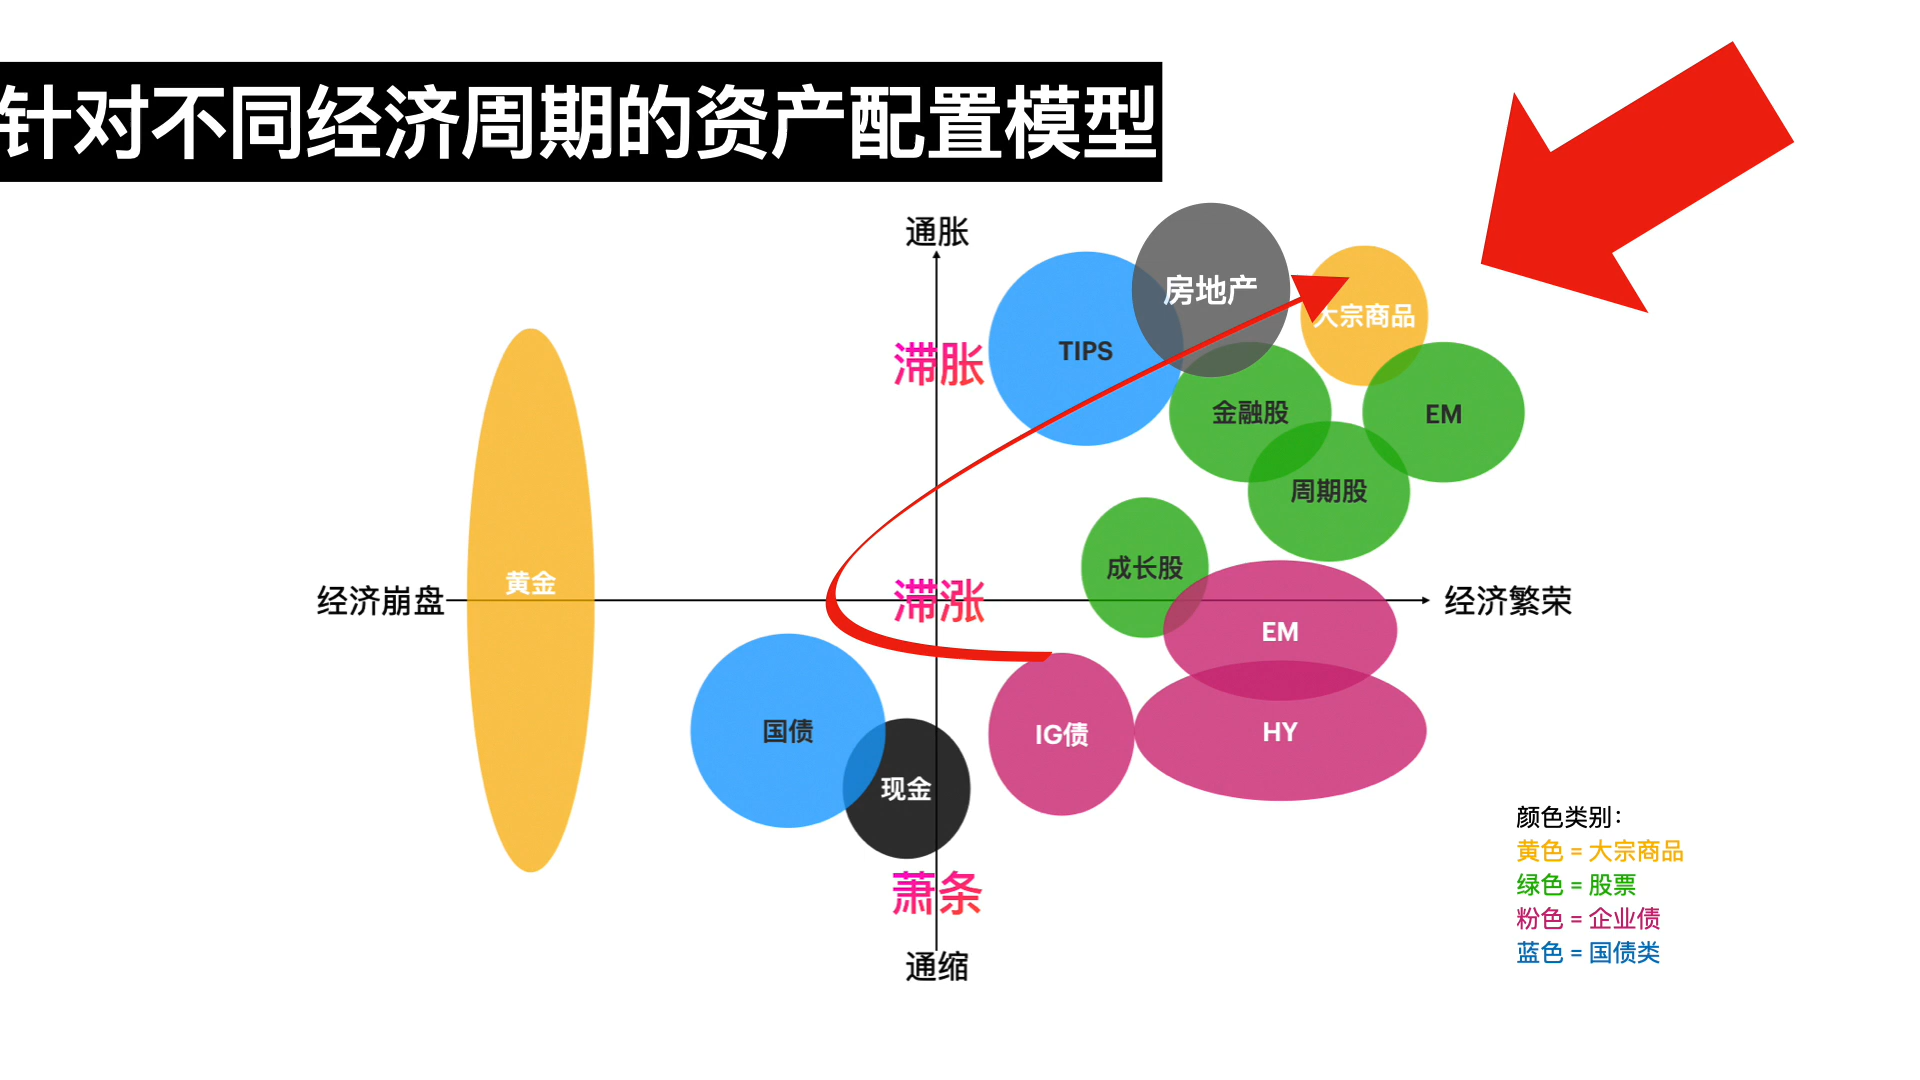 针对不同经济周期的资产配置模型
通胀
房地产
大宗商品
TIPS
滞胀
金融股
EM
周期股
成长股
黄金
经济崩盘
滞涨
经济繁荣
EM
国债
IG债
HY
现金
颜色类别：
黄色 = 大宗商品
绿色 = 股票
粉色 = 企业债
蓝色 = 国债类
萧条
通缩